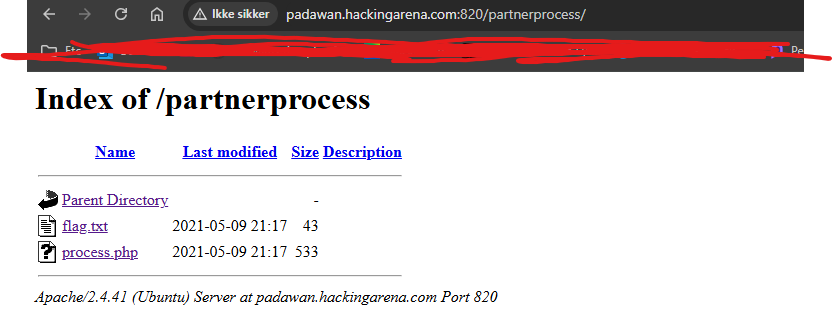 Ikke sikker padawan.hackingarena.com:820/partnerprocess/
Index of /partnerprocess
Name Last modified Size Description
Parent Directory -
flag.txt 2021-05-09 21:17 43
process.php 2021-05-09 21:17 533
Apache/2.4.41 (Ubuntu) Server at padawan.hackingarena.com Port 820